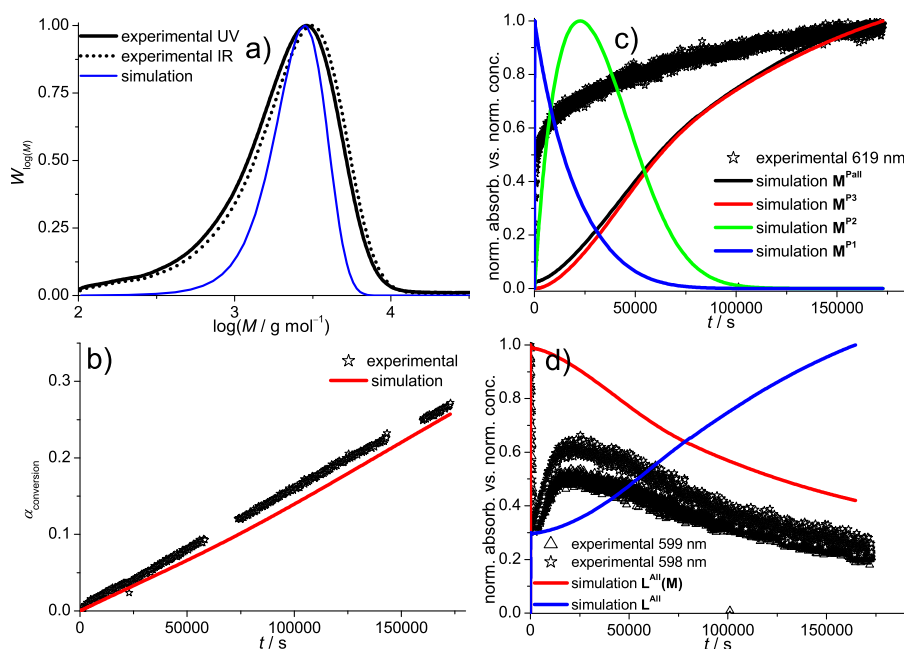 a)
experimental UV
experimental IR
simulation
W_log(M)
1.00
0.75
0.50
0.25
0.00
2
3
4
log(M / g mol⁻¹)
c)
norm. absorb. vs. norm. conc.
1.0
0.8
0.6
0.4
0.2
0.0
experimental 619 nm
simulation M^Pall
simulation M^P3
simulation M^P2
simulation M^P1
0
50000
100000
150000
t / s
b)
experimental
simulation
α_conversion
0.3
0.2
0.1
0.0
0
50000
100000
150000
t / s
d)
norm. absorb. vs. norm. conc.
1.0
0.8
0.6
0.4
0.2
0.0
experimental 599 nm
experimental 598 nm
simulation L^All(M)
simulation L^All
0
50000
100000
150000
t / s